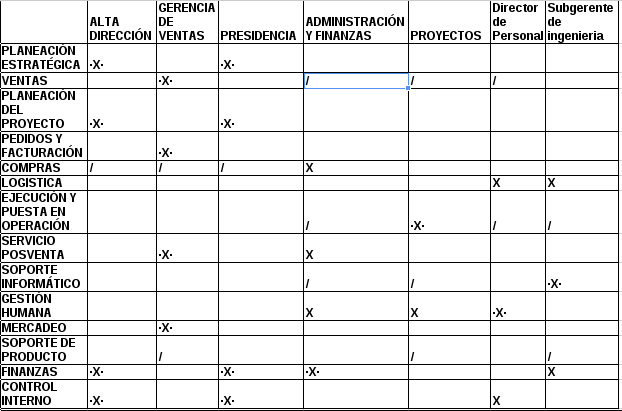 ALTA DIRECCIÓN | GERENCIA DE VENTAS | PRESIDENCIA | ADMINISTRACIÓN Y FINANZAS | PROYECTOS | Director de Personal | Subgerente de ingenieria
PLANEACIÓN ESTRATÉGICA | ·X· | | ·X· | | | |
VENTAS | | ·X· | | / | / | / |
PLANEACIÓN DEL PROYECTO | ·X· | | ·X· | | | |
PEDIDOS Y FACTURACIÓN | | ·X· | | | | |
COMPRAS | / | / | / | X | | |
LOGISTICA | | | | | | X | X
EJECUCIÓN Y PUESTA EN OPERACIÓN | | | | / | ·X· | / | /
SERVICIO POSVENTA | | ·X· | | X | | |
SOPORTE INFORMÁTICO | | | | / | / | | ·X·
GESTIÓN HUMANA | | | | X | X | ·X· |
MERCADEO | | ·X· | | | | |
SOPORTE DE PRODUCTO | | / | | | / | | /
FINANZAS | ·X· | | ·X· | ·X· | | | X
CONTROL INTERNO | ·X· | | ·X· | | | X |